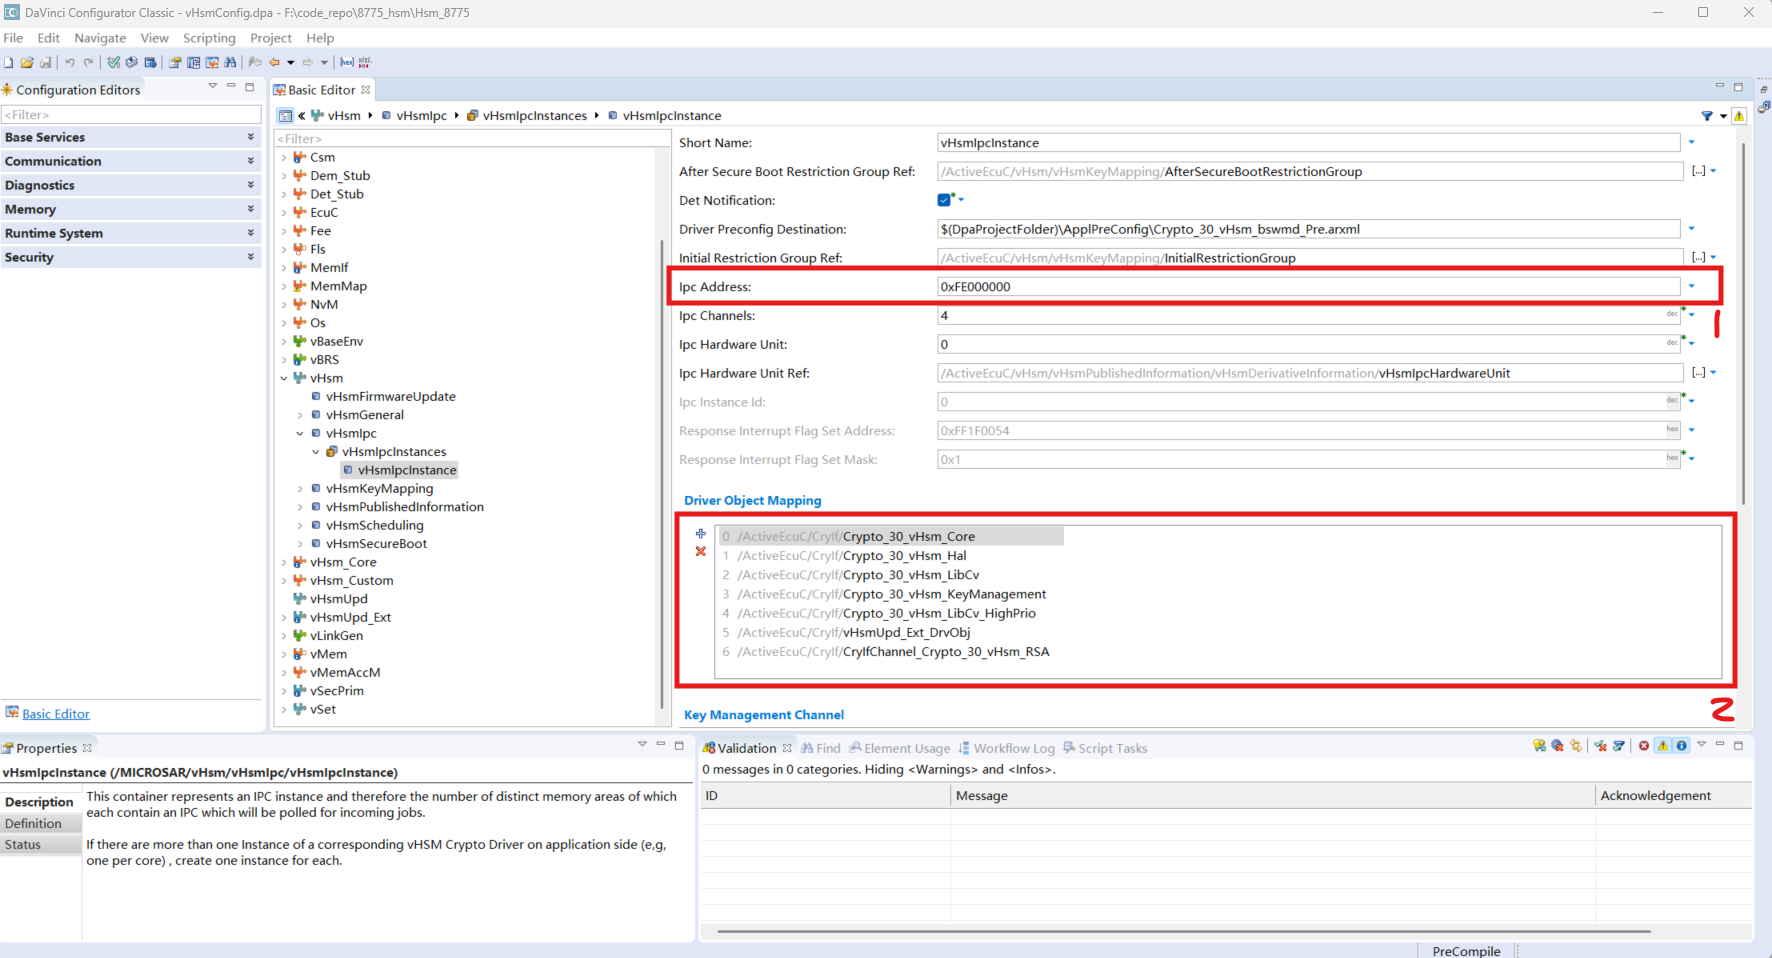 DaVinci Configurator Classic - vHsmConfig.dpa - F:\code_repo\8775_hsm\Hsm_8775
File Edit Navigate View Scripting Project Help
Configuration Editors
<Filter>
Base Services
Communication
Diagnostics
Memory
Runtime System
Security
Basic Editor
Basic Editor
« vHsm vHsmIpc vHsmIpcInstances vHsmIpcInstance
<Filter>
Csm
Dem_Stub
Det_Stub
EcuC
Fee
Fls
MemIf
MemMap
NvM
Os
vBaseEnv
vBRS
vHsm
vHsmFirmwareUpdate
vHsmGeneral
vHsmIpc
vHsmIpcInstances
vHsmIpcInstance
vHsmKeyMapping
vHsmPublishedInformation
vHsmScheduling
vHsmSecureBoot
vHsm_Core
vHsm_Custom
vHsmUpd
vHsmUpd_Ext
vLinkGen
vMem
vMemAccM
vSecPrim
vSet
Short Name: vHsmIpcInstance
After Secure Boot Restriction Group Ref: /ActiveEcuC/vHsm/vHsmKeyMapping/AfterSecureBootRestrictionGroup [...]
Det Notification:
Driver Preconfig Destination: $(DpaProjectFolder)\ApplPreConfig\Crypto_30_vHsm_bswmd_Pre.arxml
Initial Restriction Group Ref: /ActiveEcuC/vHsm/vHsmKeyMapping/InitialRestrictionGroup [...]
Ipc Address: 0xFE000000
Ipc Channels: 4 dec
1
Ipc Hardware Unit: 0 dec
Ipc Hardware Unit Ref: /ActiveEcuC/vHsm/vHsmPublishedInformation/vHsmDerivativeInformation/vHsmIpcHardwareUnit [...]
Ipc Instance Id: 0 dec
Response Interrupt Flag Set Address: 0xFF1F0054 hex
Response Interrupt Flag Set Mask: 0x1 hex
Driver Object Mapping
0 /ActiveEcuC/CryIf/Crypto_30_vHsm_Core
1 /ActiveEcuC/CryIf/Crypto_30_vHsm_Hal
2 /ActiveEcuC/CryIf/Crypto_30_vHsm_LibCv
3 /ActiveEcuC/CryIf/Crypto_30_vHsm_KeyManagement
4 /ActiveEcuC/CryIf/Crypto_30_vHsm_LibCv_HighPrio
5 /ActiveEcuC/CryIf/vHsmUpd_Ext_DrvObj
6 /ActiveEcuC/CryIf/CryIfChannel_Crypto_30_vHsm_RSA
2
Key Management Channel
Properties
vHsmIpcInstance (/MICROSAR/vHsm/vHsmIpc/vHsmIpcInstance)
Description
Definition
Status
This container represents an IPC instance and therefore the number of distinct memory areas of which
each contain an IPC which will be polled for incoming jobs.
If there are more than one Instance of a corresponding vHSM Crypto Driver on application side (e,g,
one per core) , create one instance for each.
Validation Find Element Usage Workflow Log Script Tasks
0 messages in 0 categories. Hiding <Warnings> and <Infos>.
ID Message Acknowledgement
PreCompile